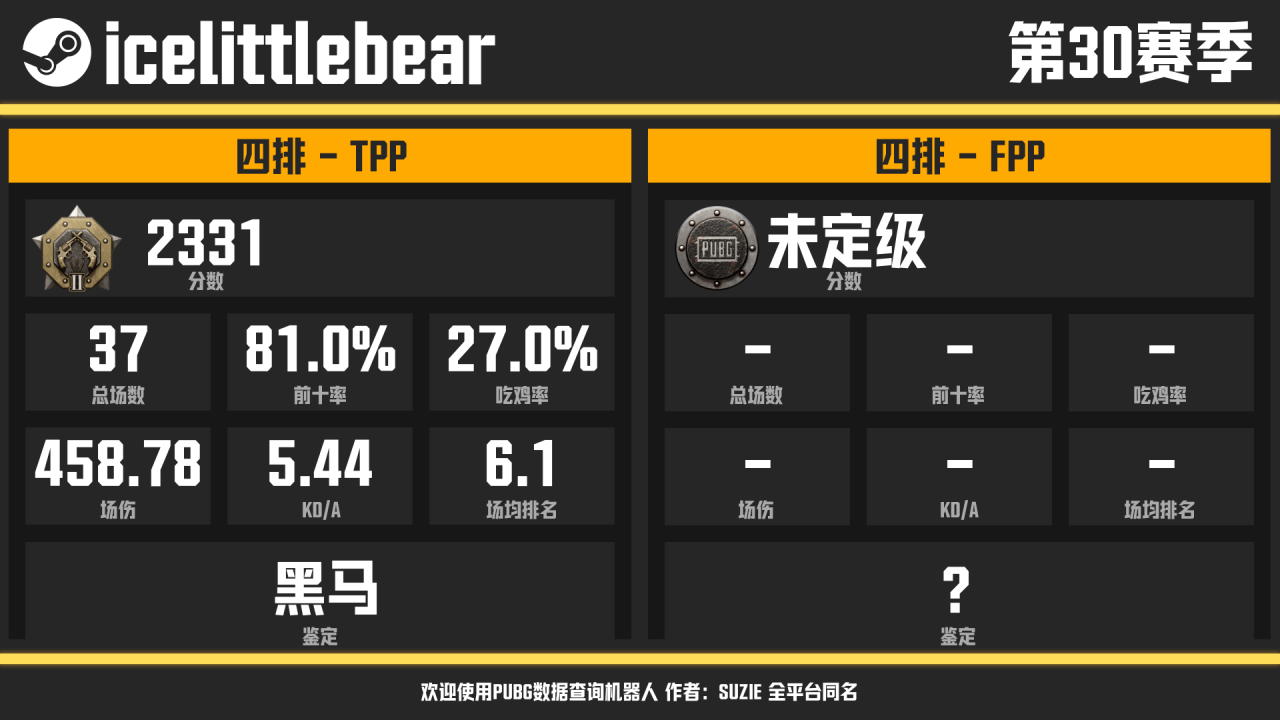 icelittlebear
第30赛季
四排 - TPP
II
2331
分数
37
总场数
81.0%
前十率
27.0%
吃鸡率
458.78
场伤
5.44
KD/A
6.1
场均排名
黑马
鉴定
四排 - FPP
PUBG
未定级
分数
-
总场数
-
前十率
-
吃鸡率
-
场伤
-
KD/A
-
场均排名
?
鉴定
欢迎使用PUBG数据查询机器人 作者：SUZIE 全平台同名